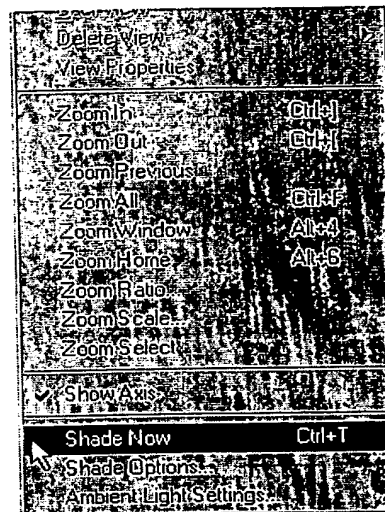 Delete View
View Properties
Zoom In Ctrl+]
Zoom Out Ctrl+[
Zoom Previous
Zoom All Ctrl+F
Zoom Window Alt+4
Zoom Home Alt+6
Zoom Ratio
Zoom Scale
Zoom Select
Show Axis
Shade Now Ctrl+T
Shade Options...
Ambient Light Settings...